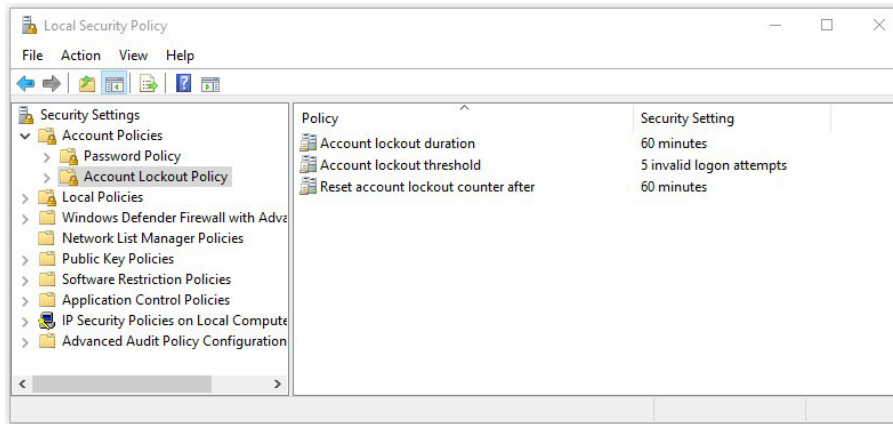 Local Security Policy
File Action View Help
Security Settings
Account Policies
Password Policy
Account Lockout Policy
Local Policies
Windows Defender Firewall with Adva
Network List Manager Policies
Public Key Policies
Software Restriction Policies
Application Control Policies
IP Security Policies on Local Compute
Advanced Audit Policy Configuration
Policy Security Setting
Account lockout duration 60 minutes
Account lockout threshold 5 invalid logon attempts
Reset account lockout counter after 60 minutes